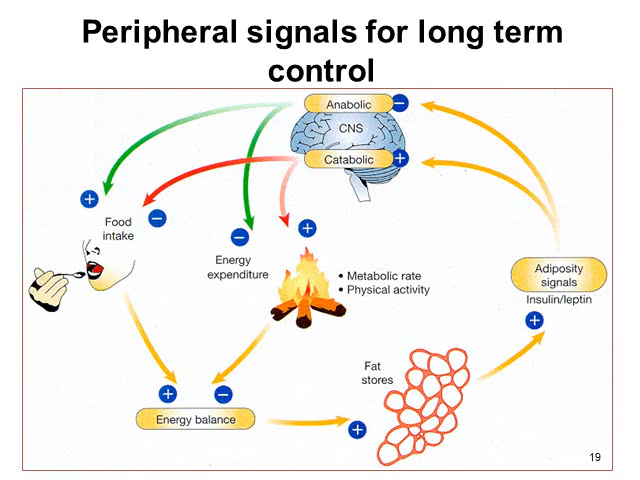 Peripheral signals for long term
control
Anabolic −
CNS
Catabolic +
+
Food
intake
−
−
Energy
expenditure
+
• Metabolic rate
• Physical activity
Adiposity
signals
Insulin/leptin
+
Fat
stores
+ −
Energy balance
+
19